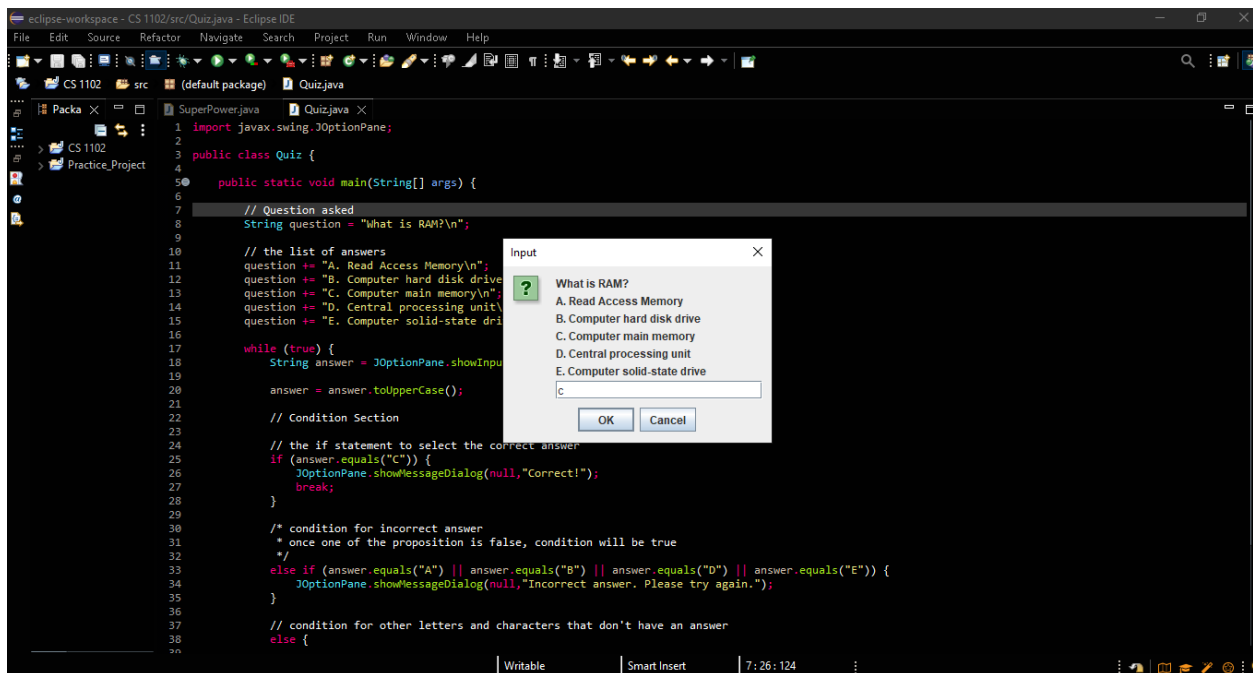 eclipse-workspace - CS 1102/src/Quiz.java - Eclipse IDE
File Edit Source Refactor Navigate Search Project Run Window Help
CS 1102 src (default package) Quiz.java
Packa
SuperPower.java Quiz.java
CS 1102
Practice_Project
1 import javax.swing.JOptionPane;
2
3 public class Quiz {
4
5 public static void main(String[] args) {
6
7 // Question asked
8 String question = "What is RAM?\n";
9
10 // the list of answers
11 question += "A. Read Access Memory\n";
12 question += "B. Computer hard disk drive
13 question += "C. Computer main memory\n";
14 question += "D. Central processing unit\
15 question += "E. Computer solid-state dri
16
17 while (true) {
18 String answer = JOptionPane.showInpu
19
20 answer = answer.toUpperCase();
21
22 // Condition Section
23
24 // the if statement to select the correct answer
25 if (answer.equals("C")) {
26 JOptionPane.showMessageDialog(null,"Correct!");
27 break;
28 }
29
30 /* condition for incorrect answer
31 * once one of the proposition is false, condition will be true
32 */
33 else if (answer.equals("A") || answer.equals("B") || answer.equals("D") || answer.equals("E")) {
34 JOptionPane.showMessageDialog(null,"Incorrect answer. Please try again.");
35 }
36
37 // condition for other letters and characters that don't have an answer
38 else {
39
Input
What is RAM?
A. Read Access Memory
B. Computer hard disk drive
C. Computer main memory
D. Central processing unit
E. Computer solid-state drive
c
OK Cancel
Writable Smart Insert 7 : 26 : 124